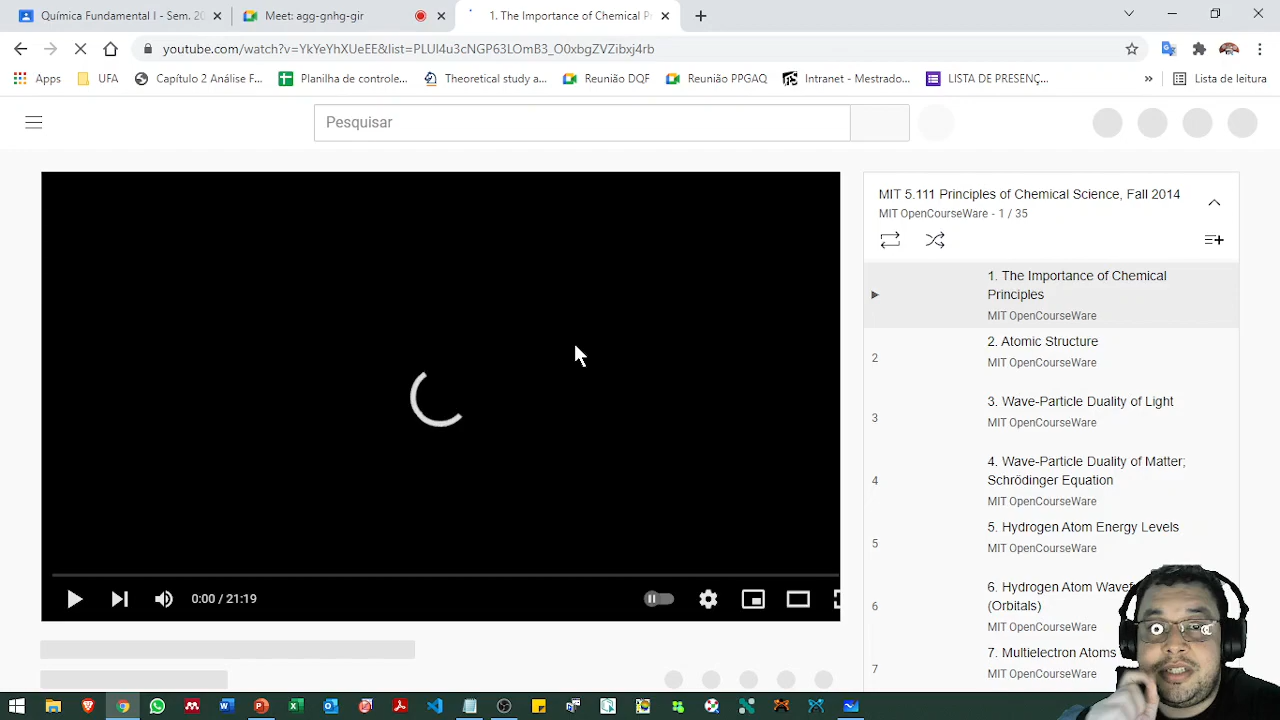 Química Fundamental I - Sem. 20
Meet: agg-gnhg-gir
1. The Importance of Chemical P
youtube.com/watch?v=YkYeYhXUeEE&list=PLUl4u3cNGP63LOmB3_O0xbgZVZibxj4rb
Apps
UFA
Capítulo 2 Análise F...
Planilha de controle...
Theoretical study a...
Reunião DQF
Reunião PPGAQ
Intranet - Mestrado...
LISTA DE PRESENÇ...
»
Lista de leitura
Pesquisar
MIT 5.111 Principles of Chemical Science, Fall 2014
MIT OpenCourseWare - 1 / 35
1. The Importance of Chemical
Principles
MIT OpenCourseWare
2
2. Atomic Structure
MIT OpenCourseWare
3
3. Wave-Particle Duality of Light
MIT OpenCourseWare
4
4. Wave-Particle Duality of Matter;
Schrödinger Equation
MIT OpenCourseWare
5
5. Hydrogen Atom Energy Levels
MIT OpenCourseWare
6
6. Hydrogen Atom Wavef
(Orbitals)
MIT OpenCourseWare
7
7. Multielectron Atoms
MIT OpenCourseWare
0:00 / 21:19